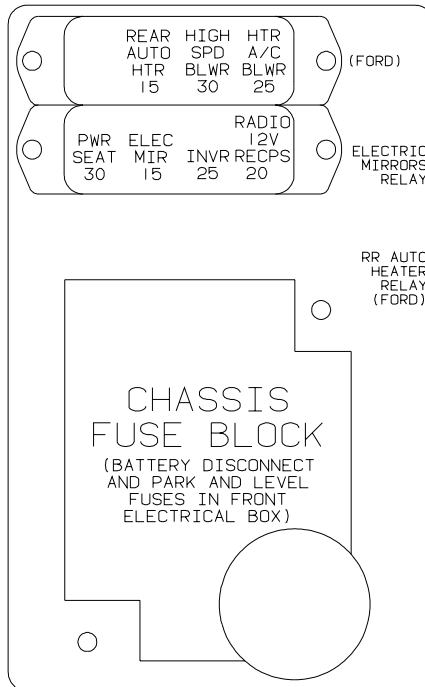 REAR HIGH HTR
AUTO SPD A/C
HTR BLWR BLWR
15 30 25
(FORD)
RADIO
PWR ELEC 12V
SEAT MIR INVR RECPS
30 15 25 20
ELECTRIC
MIRRORS
RELAY
RR AUTO
HEATER
RELAY
(FORD)
CHASSIS
FUSE BLOCK
(BATTERY DISCONNECT
AND PARK AND LEVEL
FUSES IN FRONT
ELECTRICAL BOX)